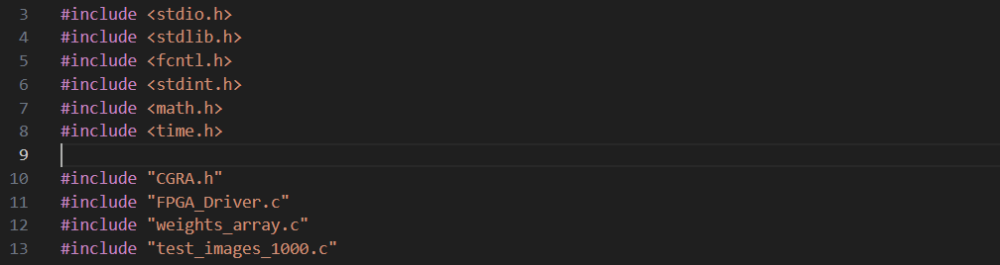 3 #include <stdio.h>
4 #include <stdlib.h>
5 #include <fcntl.h>
6 #include <stdint.h>
7 #include <math.h>
8 #include <time.h>
9
10 #include "CGRA.h"
11 #include "FPGA_Driver.c"
12 #include "weights_array.c"
13 #include "test_images_1000.c"